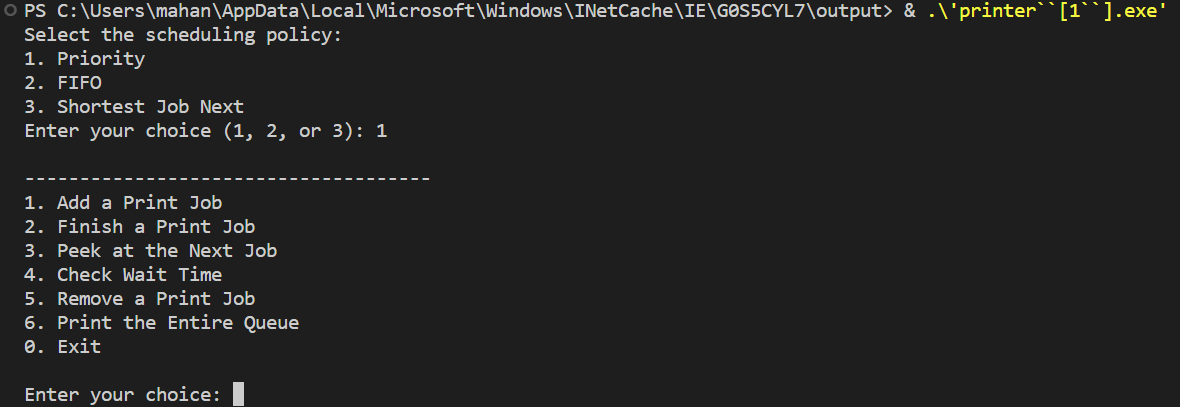 PS C:\Users\mahan\AppData\Local\Microsoft\Windows\INetCache\IE\G0S5CYL7\output> & .\'printer``[1``].exe'
Select the scheduling policy:
1. Priority
2. FIFO
3. Shortest Job Next
Enter your choice (1, 2, or 3): 1
-------------------------------------
1. Add a Print Job
2. Finish a Print Job
3. Peek at the Next Job
4. Check Wait Time
5. Remove a Print Job
6. Print the Entire Queue
0. Exit
Enter your choice: